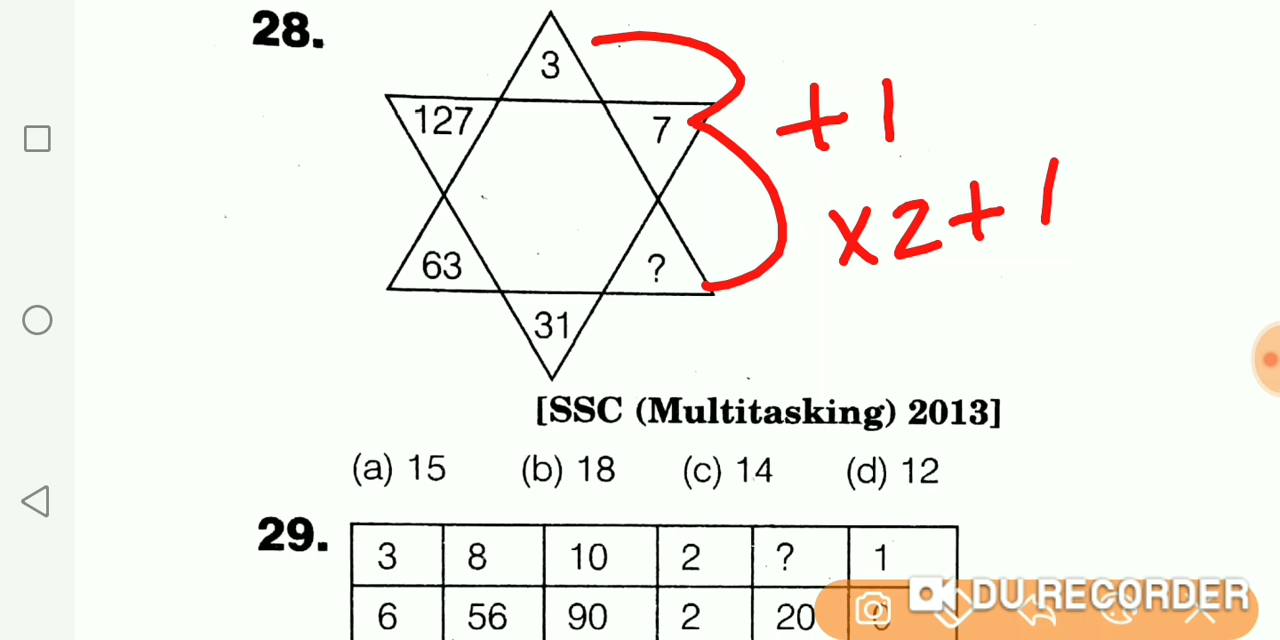 28.
3
127
7
+1
×2+1
63
?
31
[SSC (Multitasking) 2013]
(a) 15 (b) 18 (c) 14 (d) 12
29.
3 8 10 2 ? 1
6 56 90 2 20
DU RECORDER